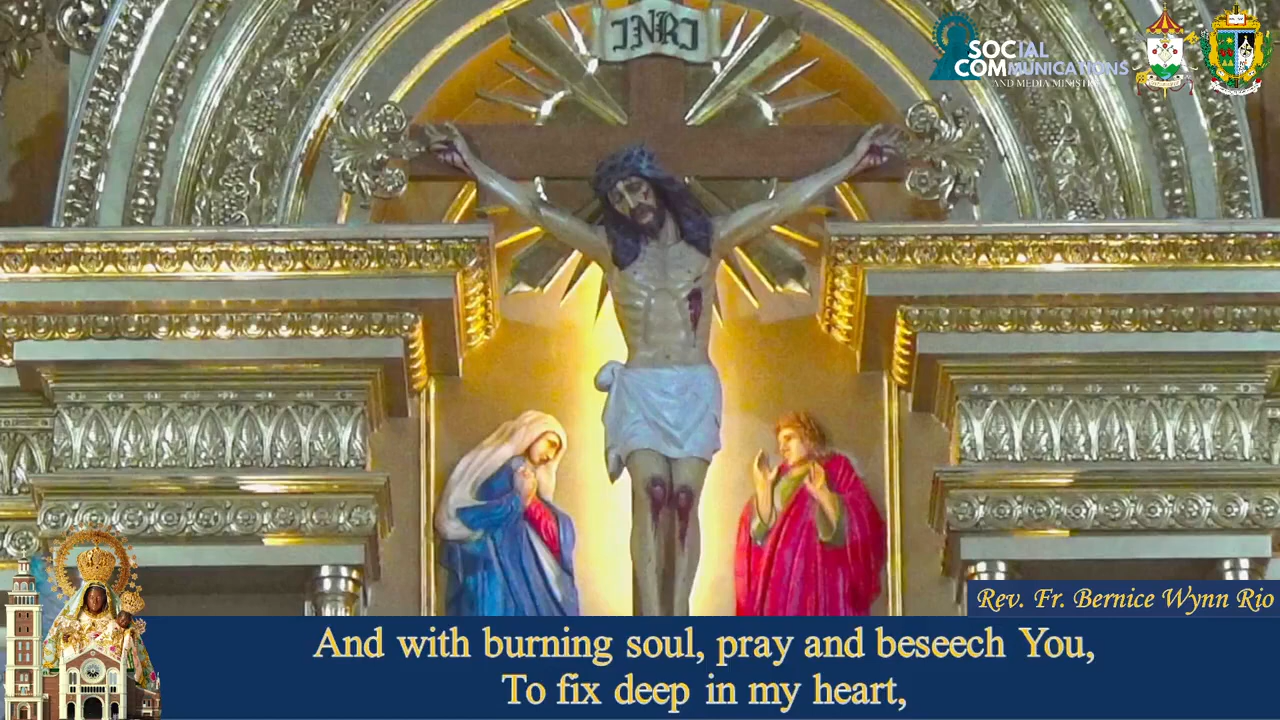 INRI
SOCIAL
COMMUNICATIONS
AND MEDIA MINISTRY
Rev. Fr. Bernice Wynn Rio
And with burning soul, pray and beseech You,
To fix deep in my heart,